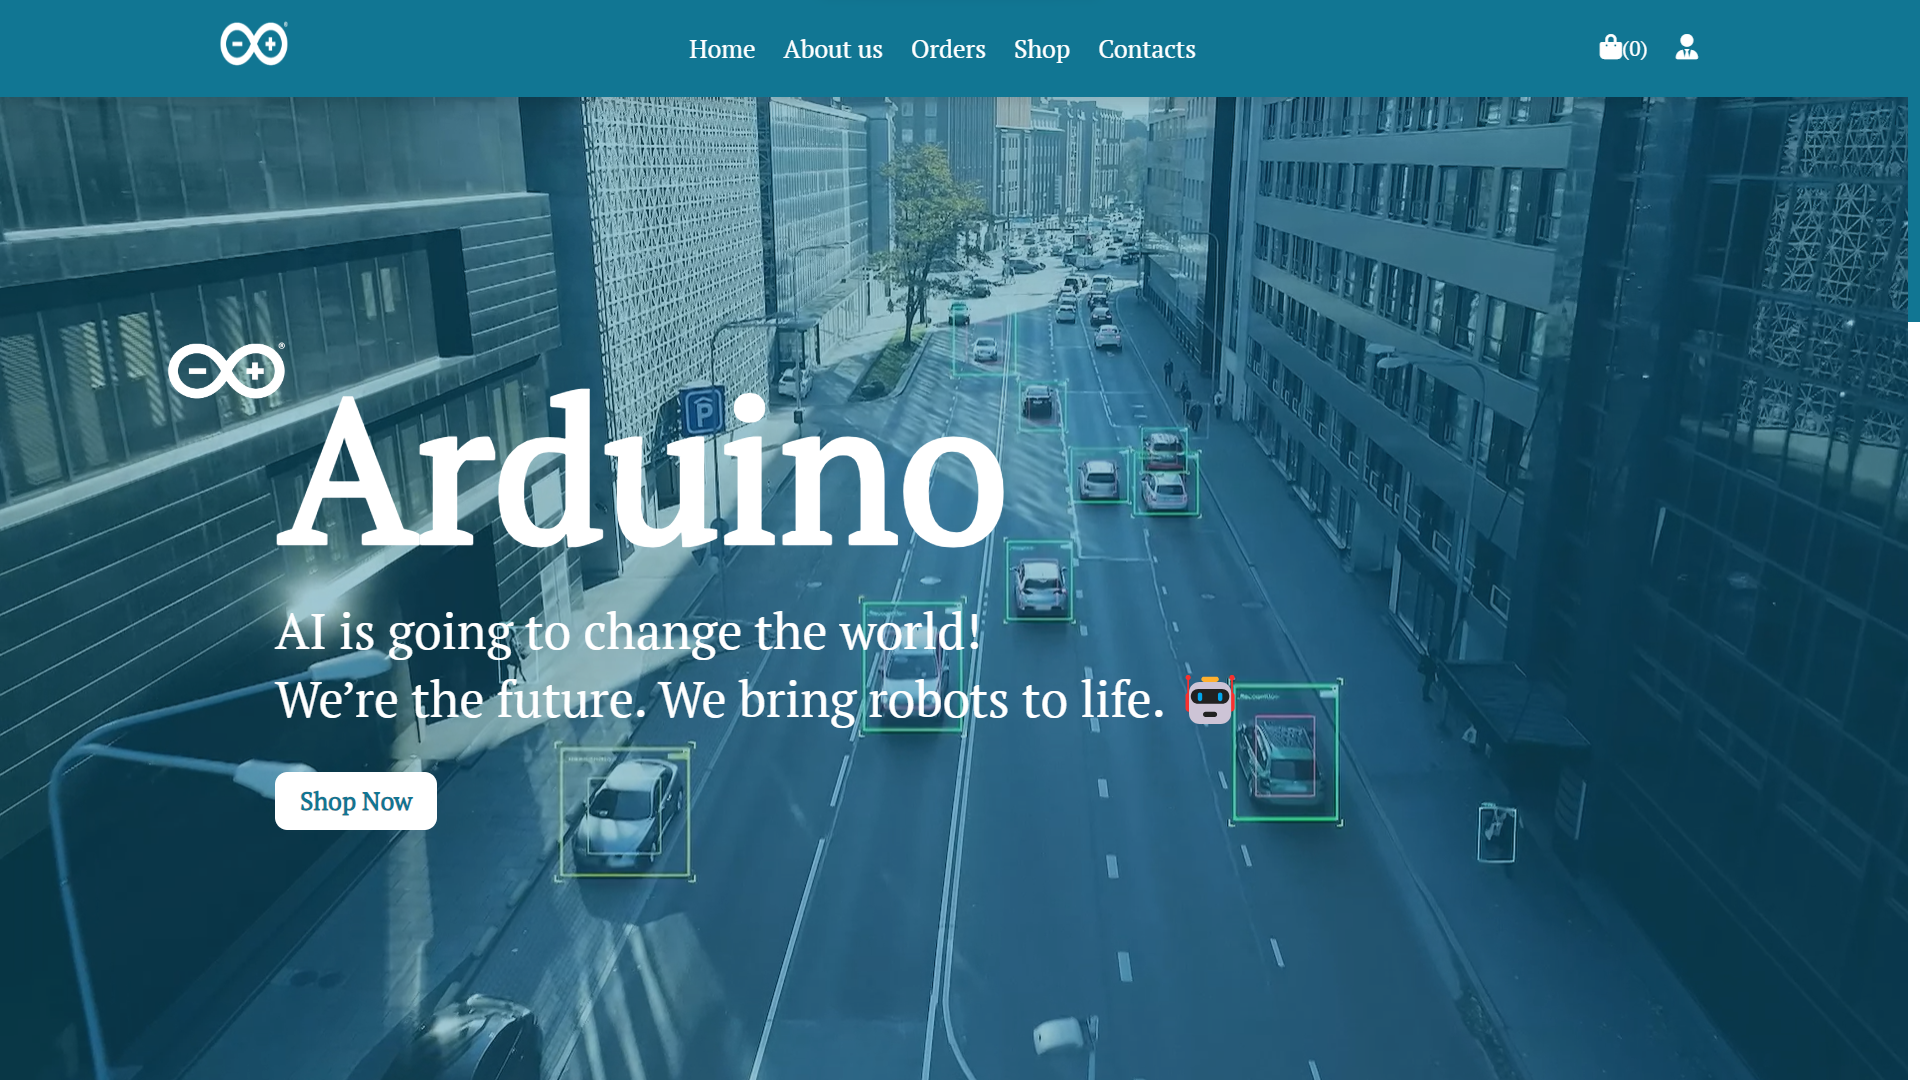 Home About us Orders Shop Contacts (0)
Arduino
AI is going to change the world!
We’re the future. We bring robots to life. 🤖
Shop Now
P